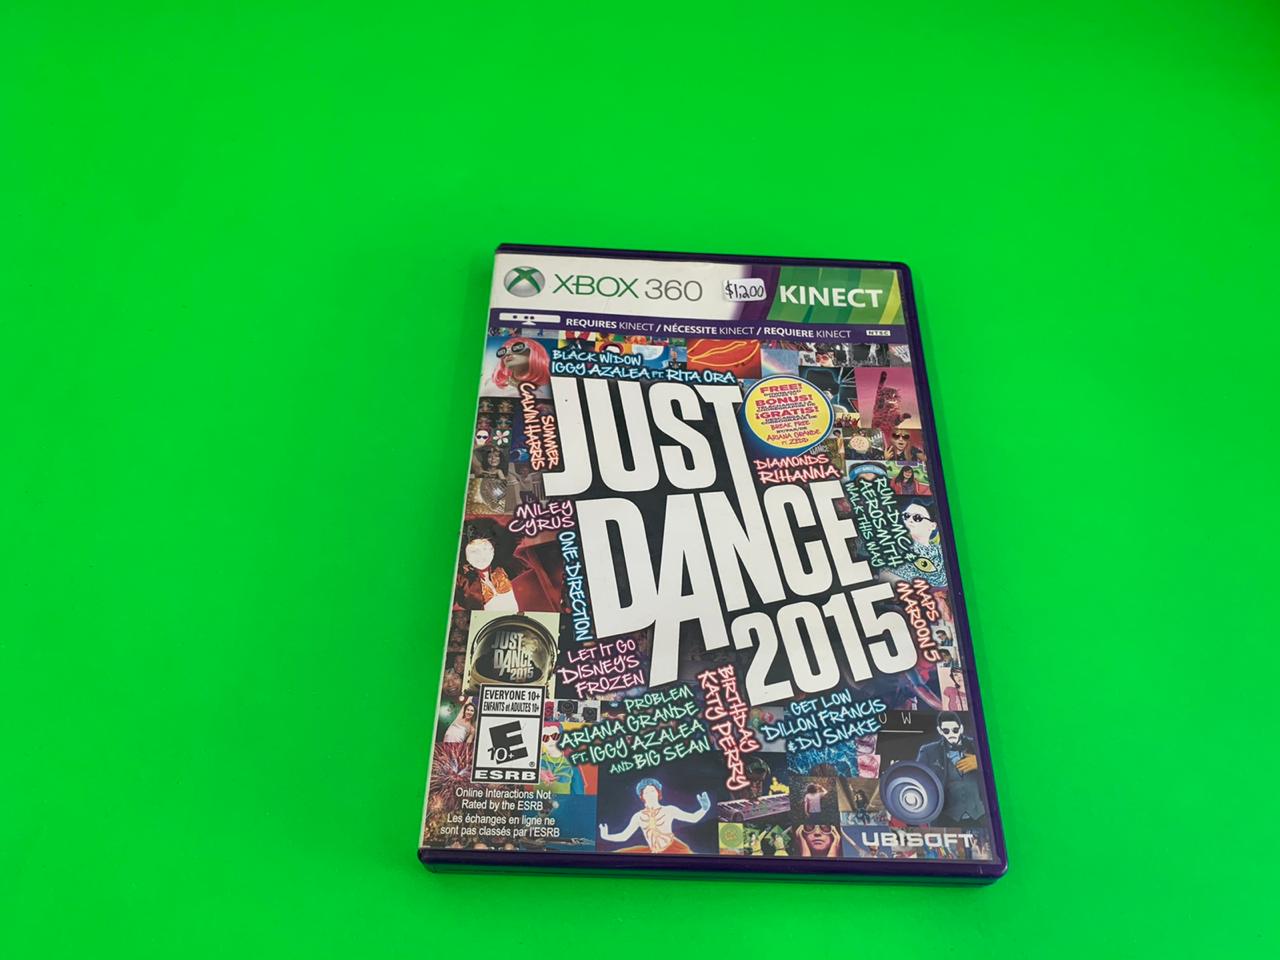 XBOX 360
$1,200
KINECT
REQUIRES KINECT / NÉCESSITE KINECT / REQUIERE KINECT
NTSC
BLACK WIDOW
IGGY AZALEA FT. RITA ORA
SUMMER
CALVIN HARRIS
JUST
DANCE
2015
FREE!
BONUS!
¡GRATIS!
BREAK FREE
ARIANA GRANDE
FT. ZEDD
DIAMONDS
RIHANNA
RUN-DMC &
AEROSMITH
WALK THIS WAY
MILEY
CYRUS
ONE DIRECTION
MAPS
MAROON 5
LET IT GO
DISNEY'S
FROZEN
JUST
DANCE
2015
PROBLEM
ARIANA GRANDE
FT. IGGY AZALEA
AND BIG SEAN
BIRTHDAY
KATY PERRY
GET LOW
DILLON FRANCIS
& DJ SNAKE
EVERYONE 10+
ENFANTS et ADULTES 10+
E
10+
ESRB
Online Interactions Not
Rated by the ESRB
Les échanges en ligne ne
sont pas classés par l'ESRB
UBISOFT